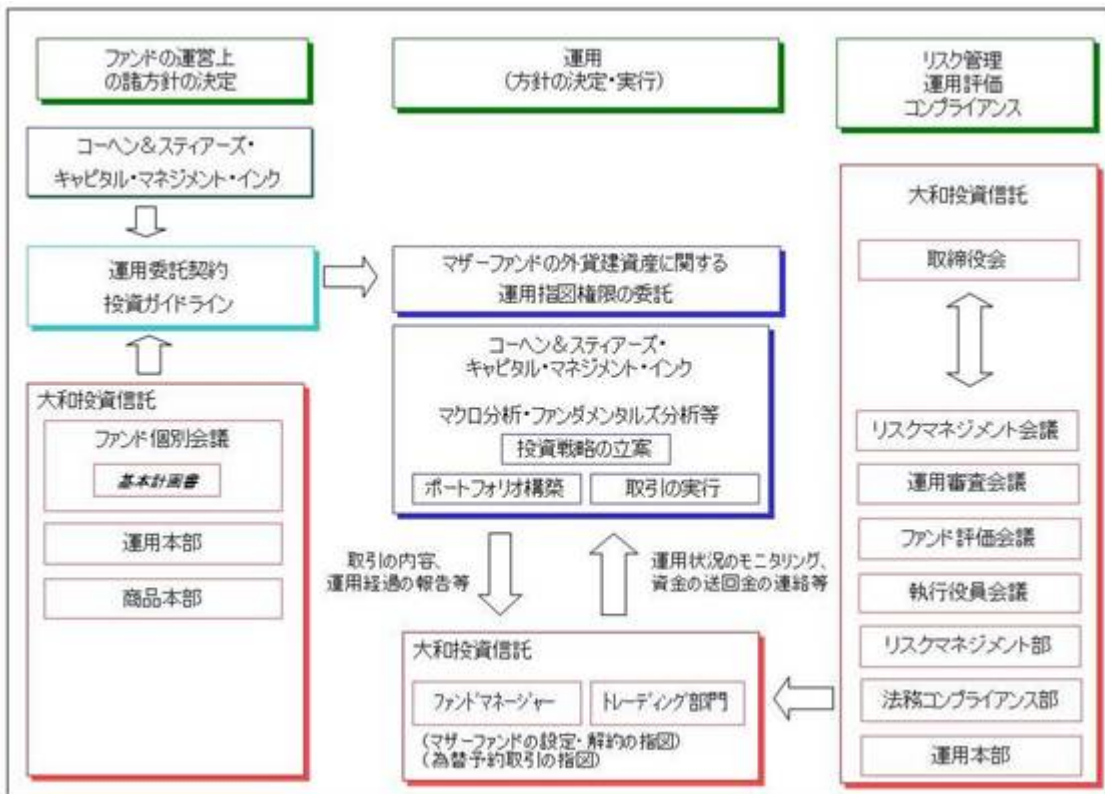 ファンドの運営上
の諸方針の決定
運用
(方針の決定・実行)
リスク管理
運用評価
コンプライアンス
コーヘン&スティアーズ・
キャピタル・マネジメント・インク
運用委託契約
投資ガイドライン
マザーファンドの外貨建資産に関する
運用指図権限の委託
コーヘン&スティアーズ・
キャピタル・マネジメント・インク
マクロ分析・ファンダメンタルズ分析等
投資戦略の立案
ポートフォリオ構築
取引の実行
大和投資信託
ファンド個別会議
基本計画書
運用本部
商品本部
取引の内容、
運用経過の報告等
運用状況のモニタリング、
資金の送回金の連絡等
大和投資信託
ファンドマネージャー
トレーディング部門
(マザーファンドの設定・解約の指図)
(為替予約取引の指図)
大和投資信託
取締役会
リスクマネジメント会議
運用審査会議
ファンド評価会議
執行役員会議
リスクマネジメント部
法務コンプライアンス部
運用本部